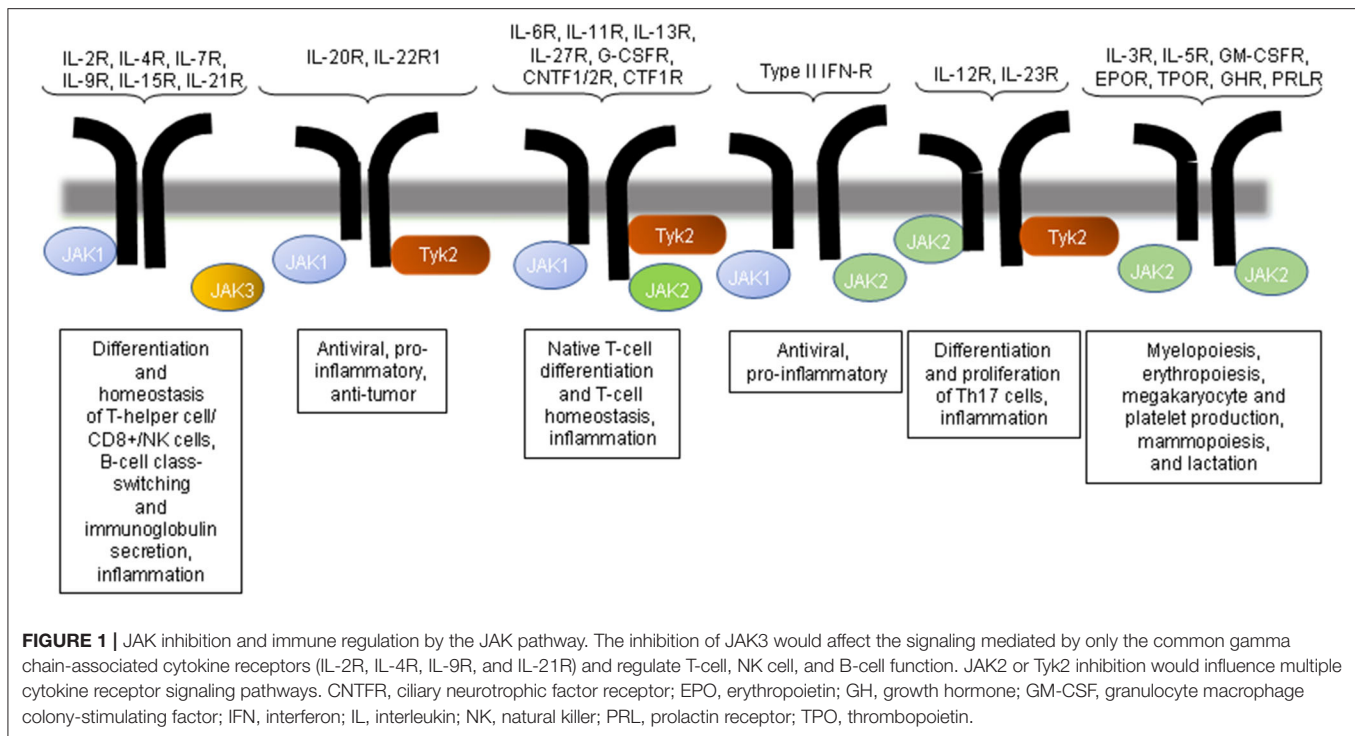 IL-2R, IL-4R, IL-7R,
IL-9R, IL-15R, IL-21R
IL-20R, IL-22R1
IL-6R, IL-11R, IL-13R,
IL-27R, G-CSFR,
CNTF1/2R, CTF1R
Type II IFN-R
IL-12R, IL-23R
IL-3R, IL-5R, GM-CSFR,
EPOR, TPOR, GHR, PRLR
JAK1
JAK3
JAK1
Tyk2
JAK1
Tyk2
JAK2
JAK1
JAK2
JAK2
Tyk2
JAK2
JAK2
Differentiation
and
homeostasis
of T-helper cell/
CD8+/NK cells,
B-cell class-
switching
and
immunoglobulin
secretion,
inflammation
Antiviral, pro-
inflammatory,
anti-tumor
Native T-cell
differentiation
and T-cell
homeostasis,
inflammation
Antiviral,
pro-inflammatory
Differentiation
and proliferation
of Th17 cells,
inflammation
Myelopoiesis,
erythropoiesis,
megakaryocyte and
platelet production,
mammopoiesis,
and lactation
FIGURE 1 | JAK inhibition and immune regulation by the JAK pathway. The inhibition of JAK3 would affect the signaling mediated by only the common gamma
chain-associated cytokine receptors (IL-2R, IL-4R, IL-9R, and IL-21R) and regulate T-cell, NK cell, and B-cell function. JAK2 or Tyk2 inhibition would influence multiple
cytokine receptor signaling pathways. CNTFR, ciliary neurotrophic factor receptor; EPO, erythropoietin; GH, growth hormone; GM-CSF, granulocyte macrophage
colony-stimulating factor; IFN, interferon; IL, interleukin; NK, natural killer; PRL, prolactin receptor; TPO, thrombopoietin.